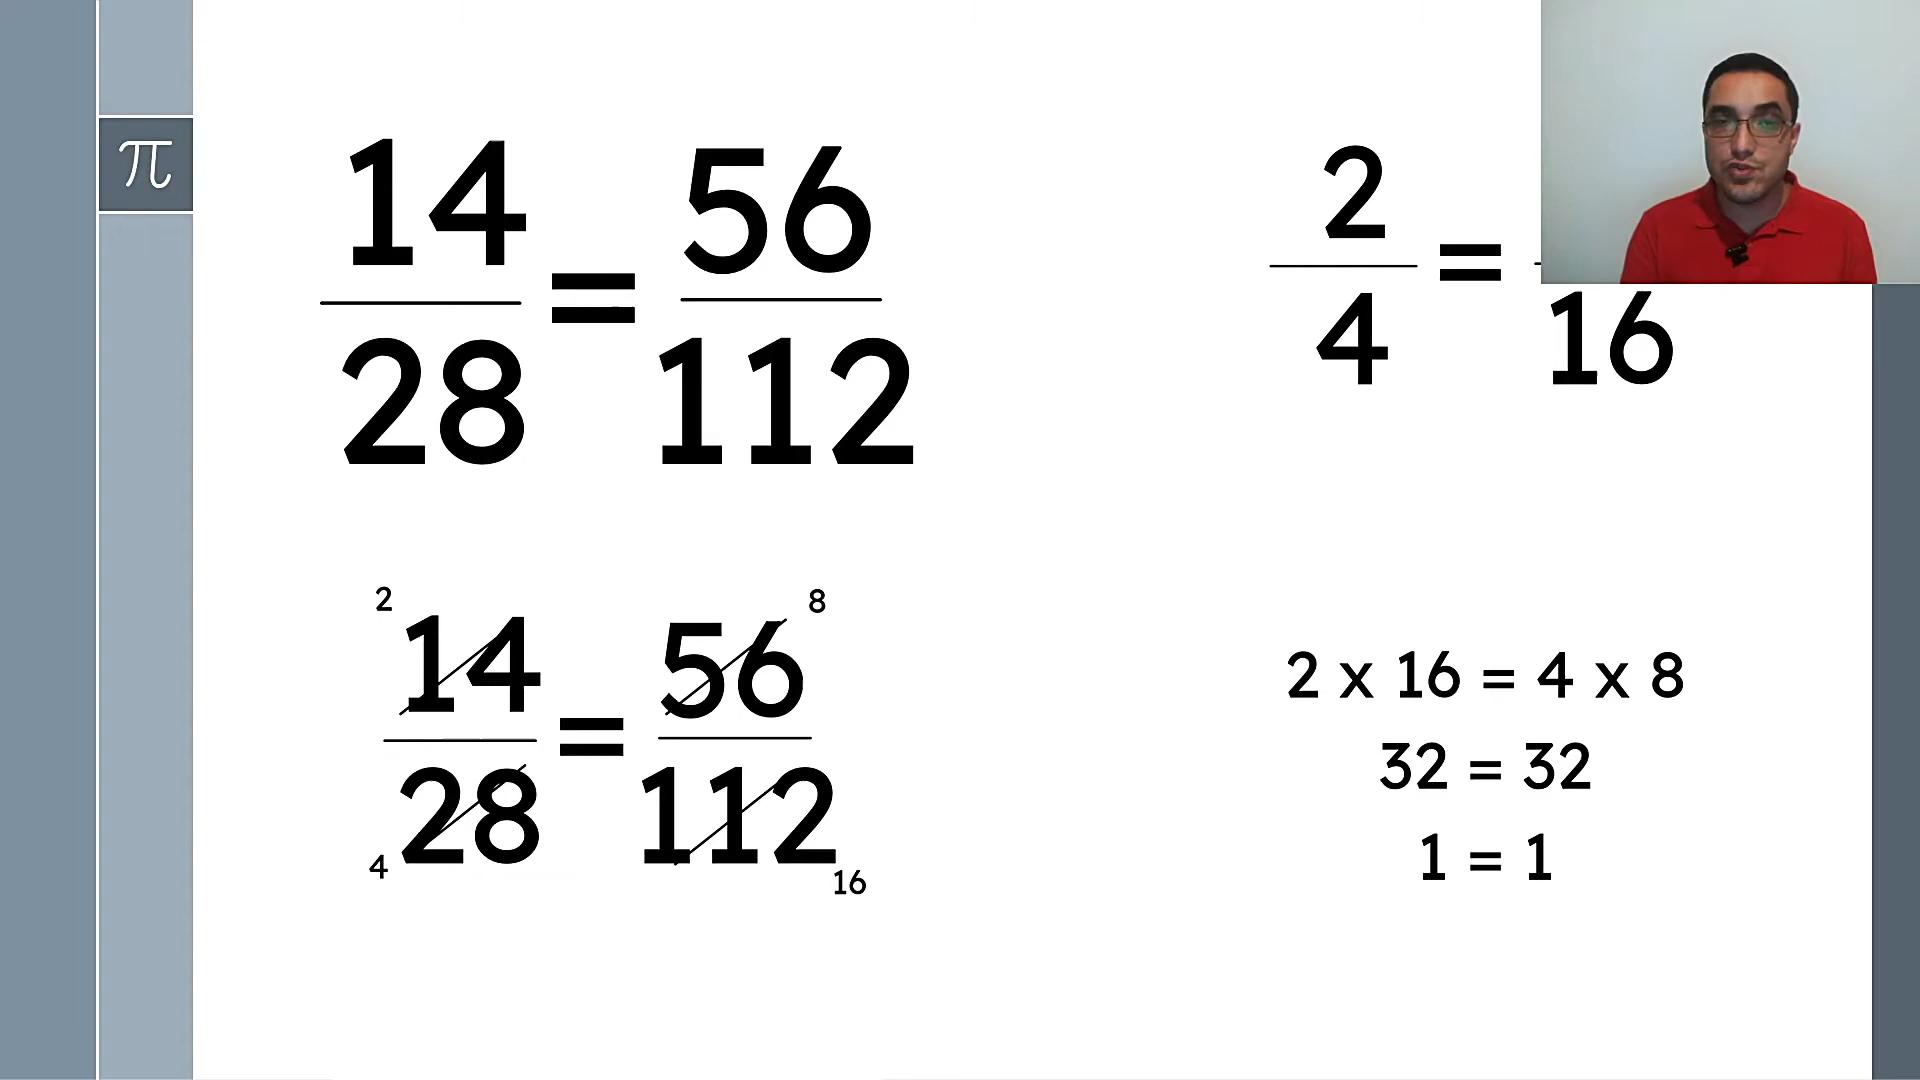 π
14 = 56
28 112
2 =
4 16
2 8
14 = 56
28 112
4 16
2 x 16 = 4 x 8
32 = 32
1 = 1